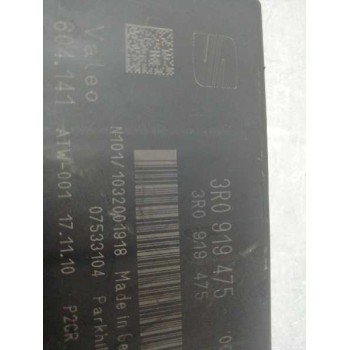 3R0 919 475
3R0 919 475
N101/1032001918 Made in
07533104
Valeo
604.141 ATW-001 17.11.10 P2CR